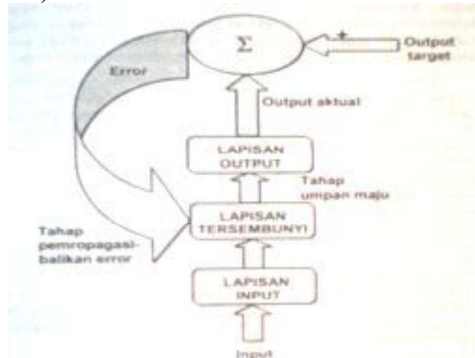 Σ
+
Output
target
Error
Output aktual
LAPISAN
OUTPUT
Tahap
umpan maju
LAPISAN
TERSEMBUNYI
Tahap
pemropagasi-
balikan error
LAPISAN
INPUT
Input